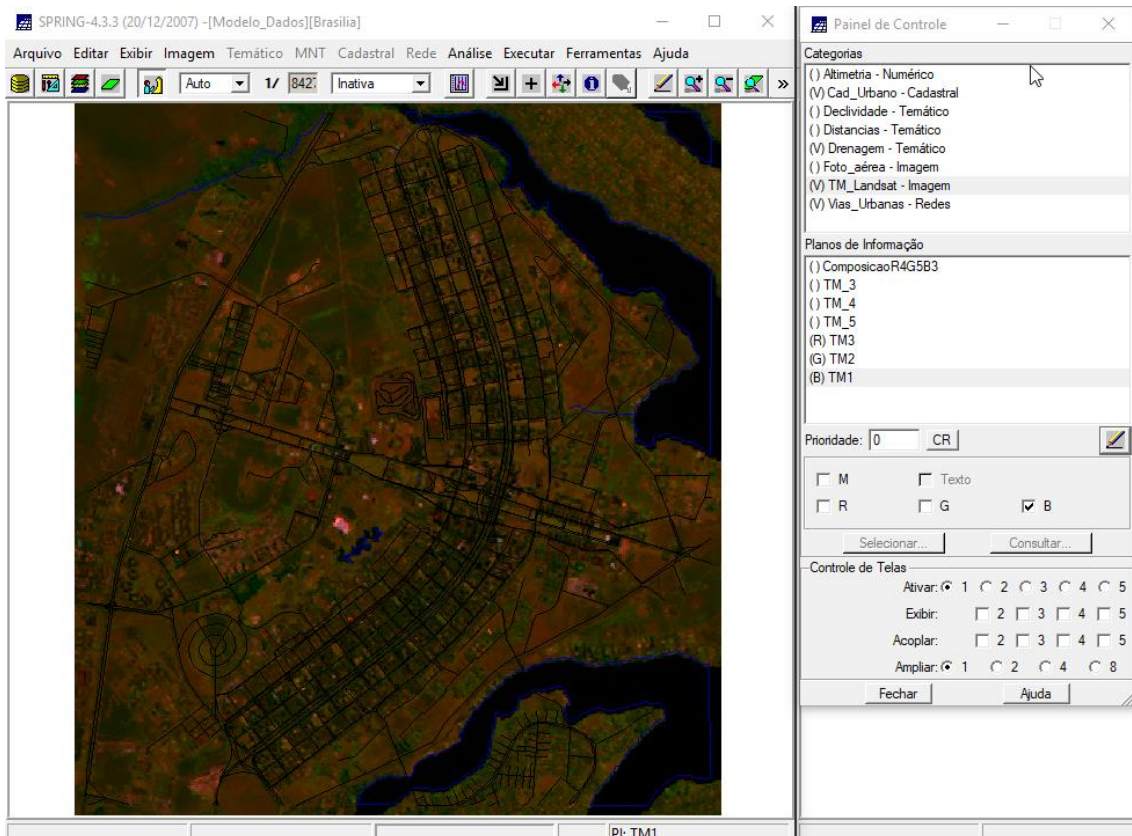 SPRING-4.3.3 (20/12/2007) -[Modelo_Dados][Brasilia]
Arquivo Editar Exibir Imagem Temático MNT Cadastral Rede Análise Executar Ferramentas Ajuda
Auto 1/ 842 Inativa »
PI: TM1
Painel de Controle
Categorias
( ) Altimetria - Numérico
(V) Cad_Urbano - Cadastral
( ) Declividade - Temático
( ) Distancias - Temático
(V) Drenagem - Temático
( ) Foto_aérea - Imagem
(V) TM_Landsat - Imagem
(V) Vias_Urbanas - Redes
Planos de Informação
( ) ComposicaoR4G5B3
( ) TM_3
( ) TM_4
( ) TM_5
(R) TM3
(G) TM2
(B) TM1
Prioridade: 0 CR
M Texto
R G B
Selecionar... Consultar...
Controle de Telas
Ativar: 1 2 3 4 5
Exibir: 2 3 4 5
Acoplar: 2 3 4 5
Ampliar: 1 2 4 8
Fechar Ajuda